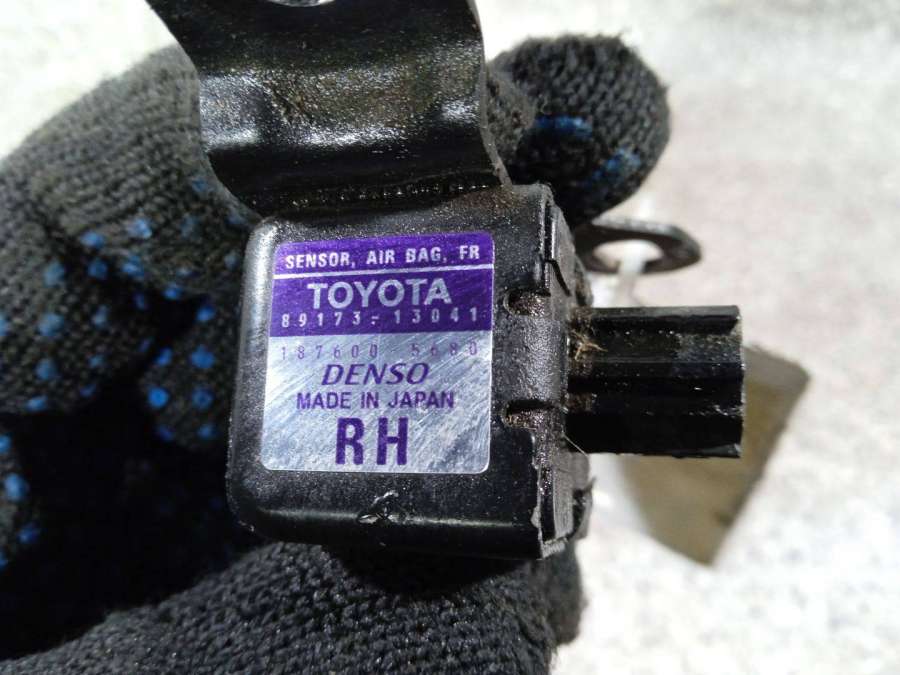 SENSOR, AIR BAG, FR
TOYOTA
89173-13041
187600 5680
DENSO
MADE IN JAPAN
RH